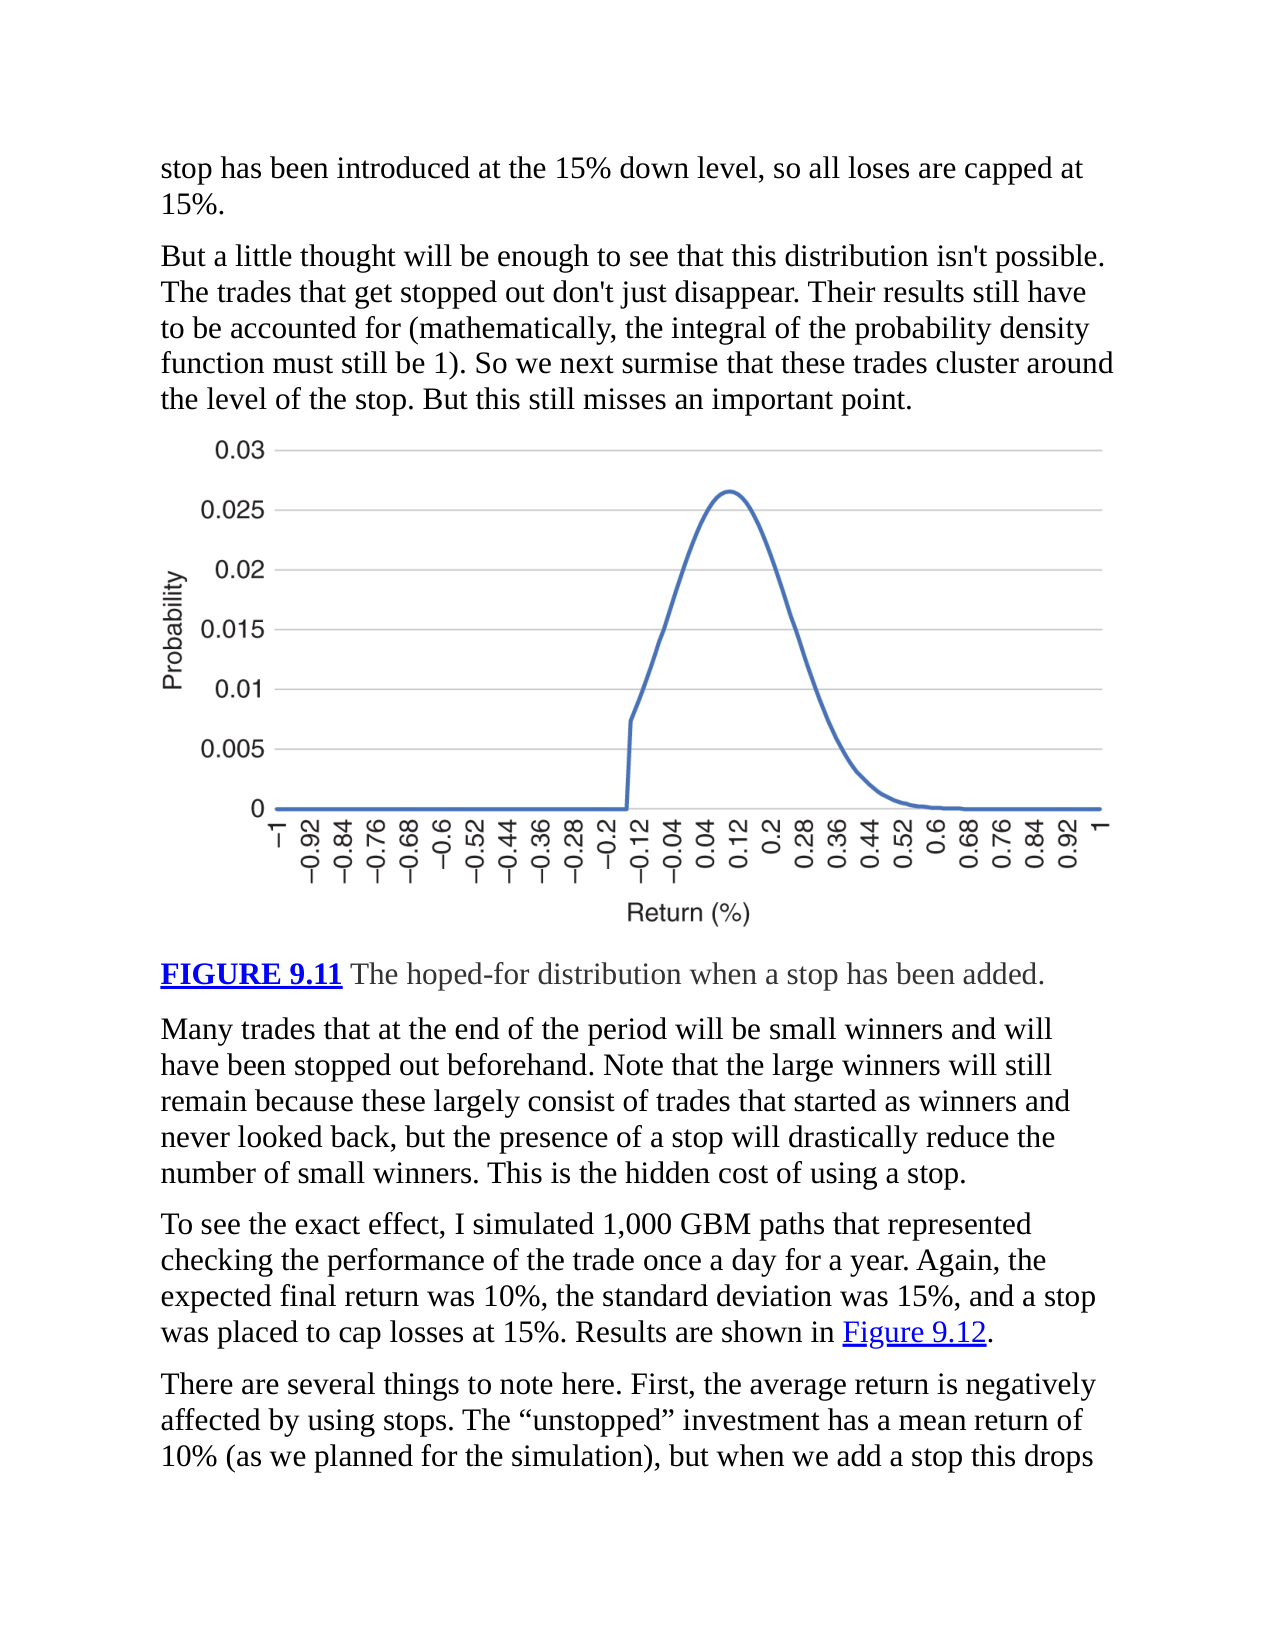 stop has been introduced at the 15% down level, so all loses are capped at
15%.
But a little thought will be enough to see that this distribution isn't possible.
The trades that get stopped out don't just disappear. Their results still have
to be accounted for (mathematically, the integral of the probability density
function must still be 1). So we next surmise that these trades cluster around
the level of the stop. But this still misses an important point.
0.03
0.025
0.02
0.015
0.01
0.005
0
Probability
−1
−0.92
−0.84
−0.76
−0.68
−0.6
−0.52
−0.44
−0.36
−0.28
−0.2
−0.12
−0.04
0.04
0.12
0.2
0.28
0.36
0.44
0.52
0.6
0.68
0.76
0.84
0.92
1
Return (%)
FIGURE 9.11 The hoped-for distribution when a stop has been added.
Many trades that at the end of the period will be small winners and will
have been stopped out beforehand. Note that the large winners will still
remain because these largely consist of trades that started as winners and
never looked back, but the presence of a stop will drastically reduce the
number of small winners. This is the hidden cost of using a stop.
To see the exact effect, I simulated 1,000 GBM paths that represented
checking the performance of the trade once a day for a year. Again, the
expected final return was 10%, the standard deviation was 15%, and a stop
was placed to cap losses at 15%. Results are shown in Figure 9.12.
There are several things to note here. First, the average return is negatively
affected by using stops. The “unstopped” investment has a mean return of
10% (as we planned for the simulation), but when we add a stop this drops